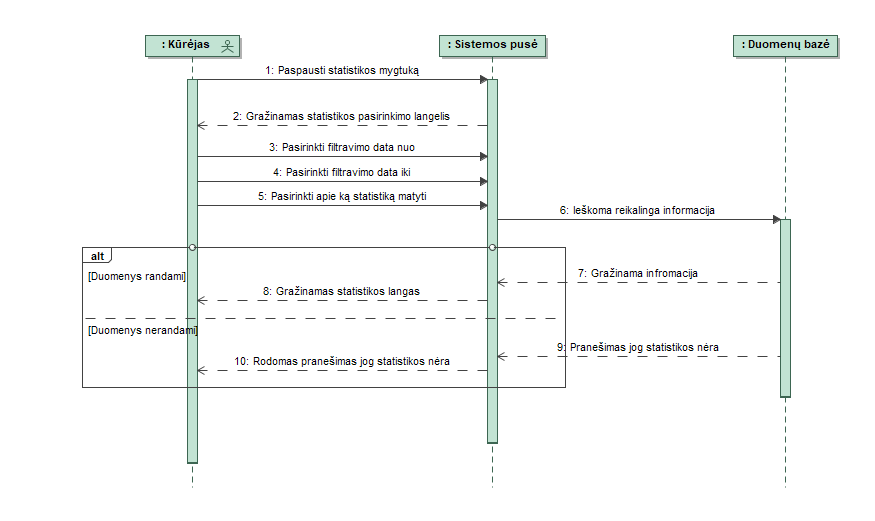 : Kūrėjas
: Sistemos pusė
: Duomenų bazė
1: Paspausti statistikos mygtuką
2: Gražinamas statistikos pasirinkimo langelis
3: Pasirinkti filtravimo data nuo
4: Pasirinkti filtravimo data iki
5: Pasirinkti apie ką statistiką matyti
6: Ieškoma reikalinga informacija
alt
[Duomenys randami]
7: Gražinama infromacija
8: Gražinamas statistikos langas
[Duomenys nerandami]
9: Pranešimas jog statistikos nėra
10: Rodomas pranešimas jog statistikos nėra